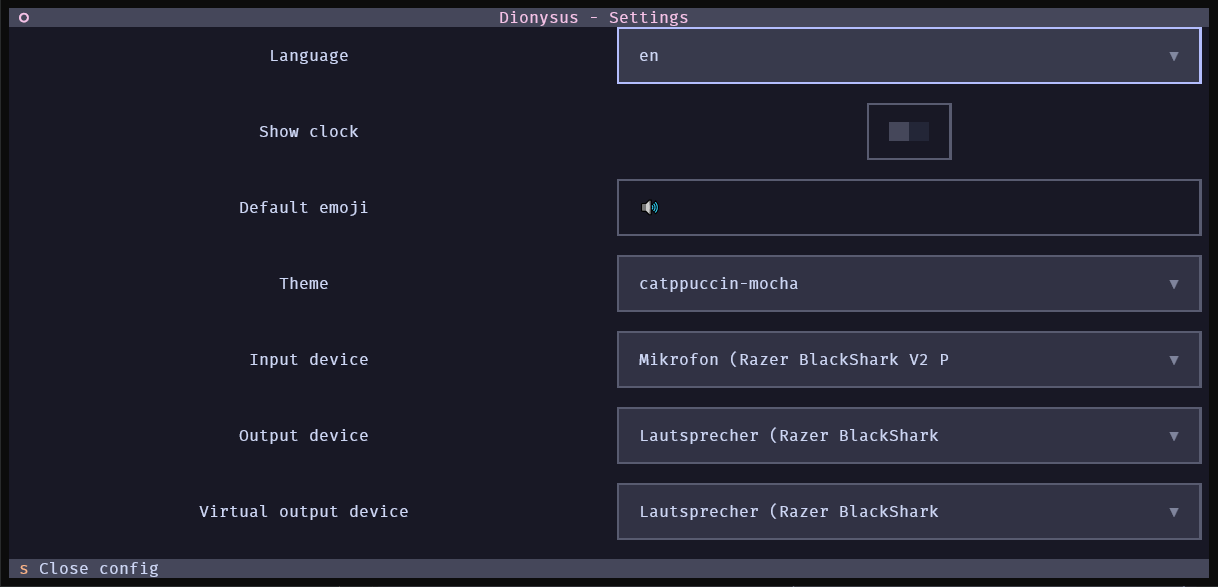 Dionysus - Settings
Language
en
Show clock
Default emoji
🔊
Theme
catppuccin-mocha
Input device
Mikrofon (Razer BlackShark V2 P
Output device
Lautsprecher (Razer BlackShark
Virtual output device
Lautsprecher (Razer BlackShark
s Close config